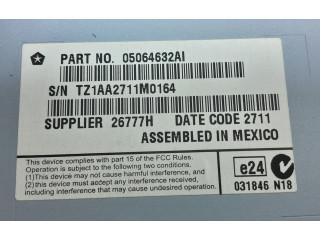 PART NO. 05064632AI
S/N TZ1AA2711M0164
SUPPLIER 26777H DATE CODE 2711
ASSEMBLED IN MEXICO
This device complies with part 15 of the FCC Rules.
Operation is subject to the following two conditions.
(1)This device may not cause harmful interference, and
(2)this device must accept any interference received,
including interference that may cause undesired operation.
e24
031846 N18